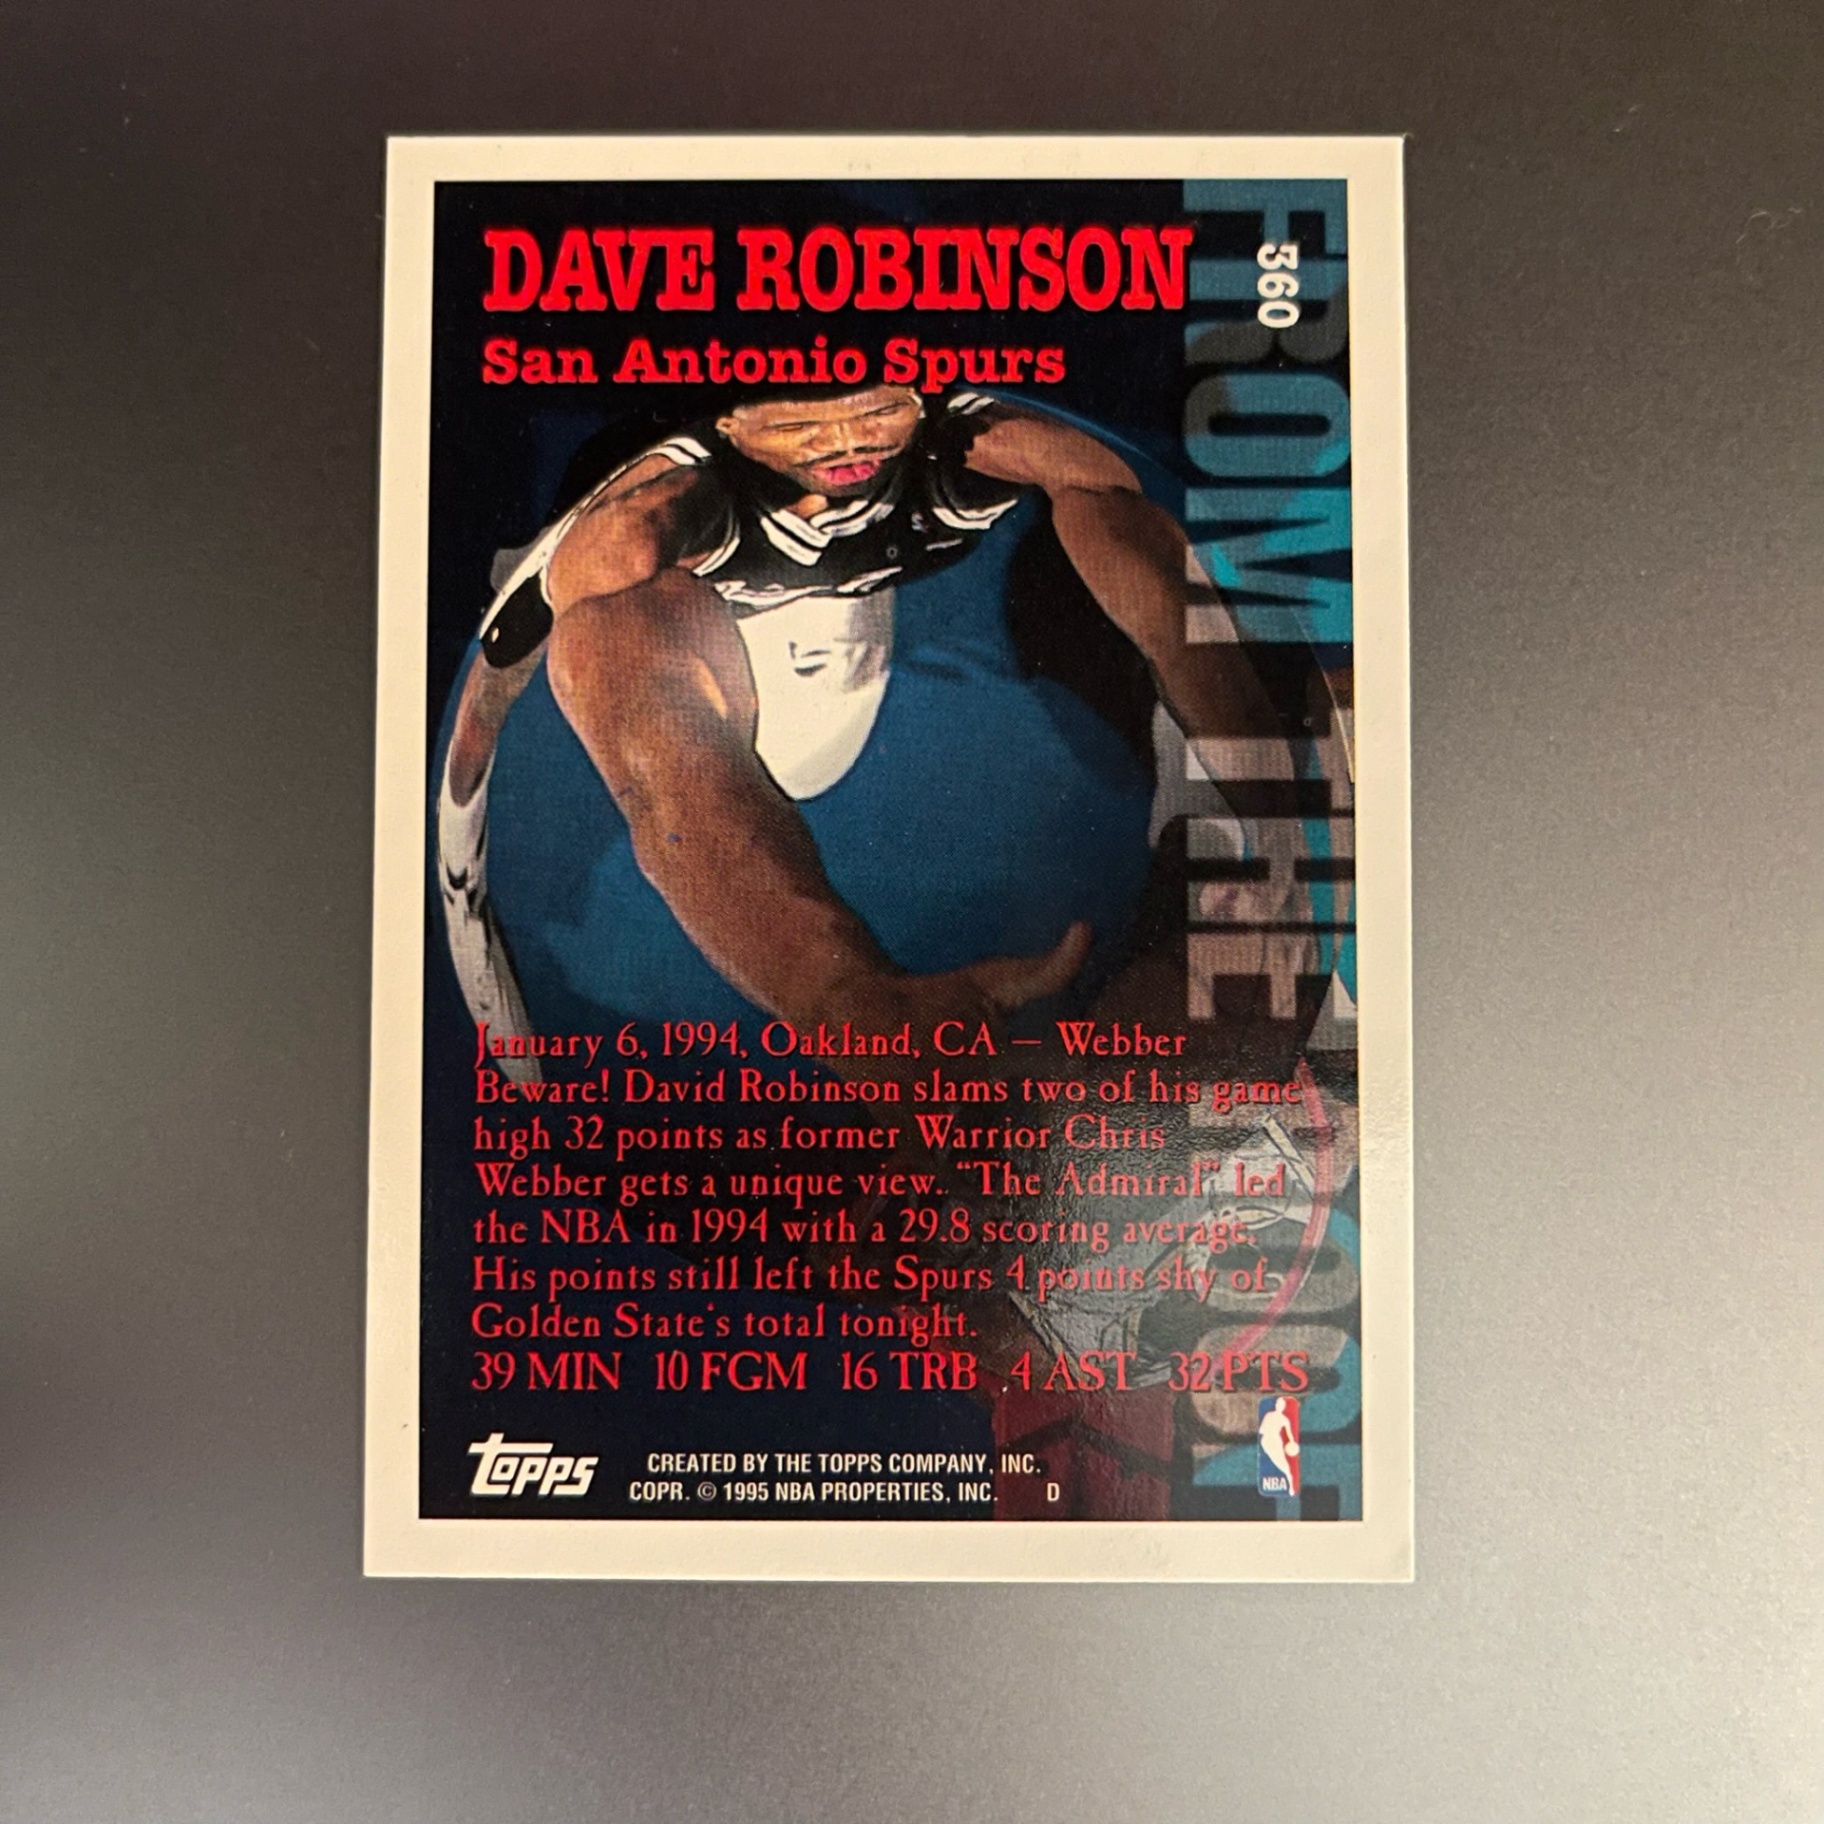 DAVE ROBINSON
360
San Antonio Spurs
FROM THE ROOF
January 6, 1994, Oakland, CA — Webber
Beware! David Robinson slams two of his game
high 32 points as former Warrior Chris
Webber gets a unique view. "The Admiral" led
the NBA in 1994 with a 29.8 scoring average.
His points still left the Spurs 4 points shy of
Golden State's total tonight.
39 MIN 10 FGM 16 TRB 4 AST 32 PTS
Topps
CREATED BY THE TOPPS COMPANY, INC.
COPR. © 1995 NBA PROPERTIES, INC. D
NBA